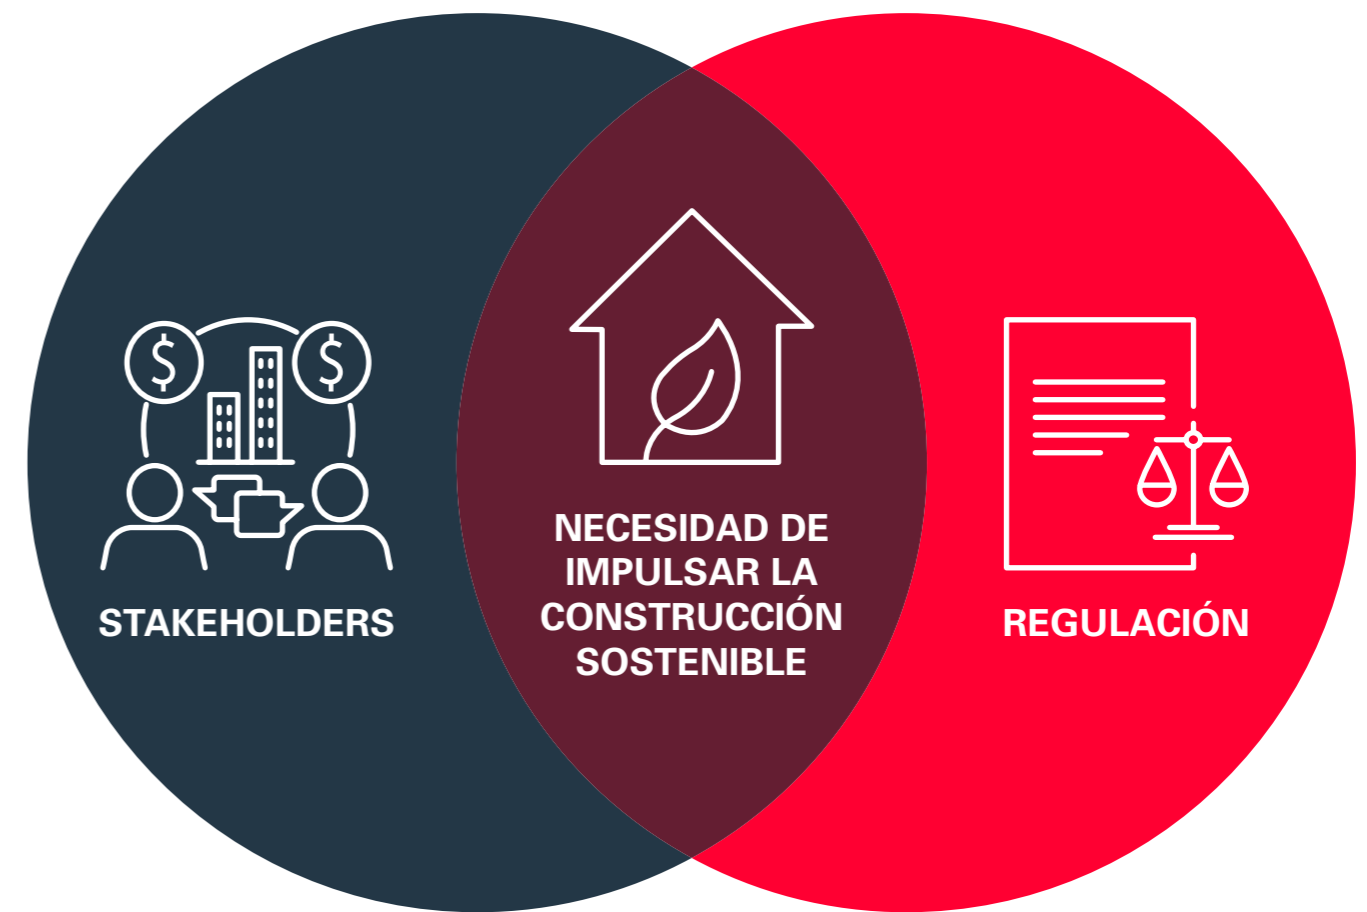 $ $
STAKEHOLDERS
NECESIDAD DE
IMPULSAR LA
CONSTRUCCIÓN
SOSTENIBLE
REGULACIÓN